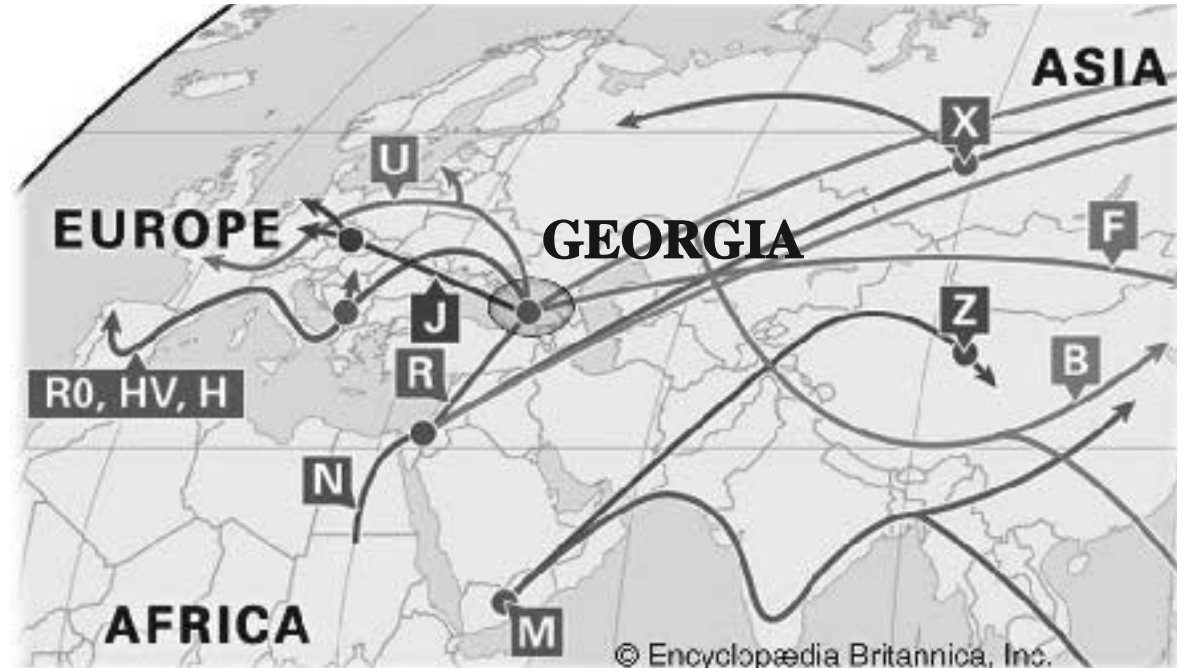 ASIA
X
U
EUROPE
GEORGIA
F
J
Z
R
B
R0, HV, H
N
AFRICA
M
© Encyclopædia Britannica, Inc.